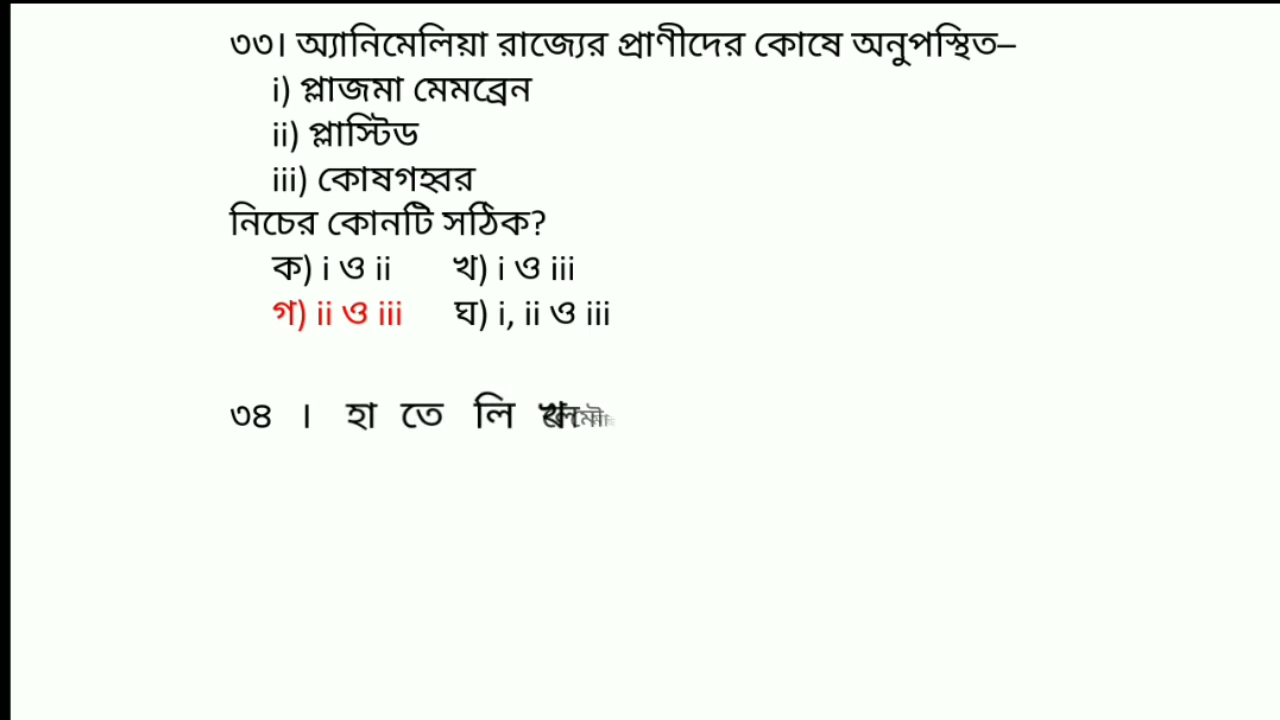 ৩৩। অ্যানিমেলিয়া রাজ্যের প্রাণীদের কোষে অনুপস্থিত–
i) প্লাজমা মেমব্রেন
ii) প্লাস্টিড
iii) কোষগহ্বর
নিচের কোনটি সঠিক?
ক) i ও ii খ) i ও iii
গ) ii ও iii ঘ) i, ii ও iii
৩৪ । হা তে লি